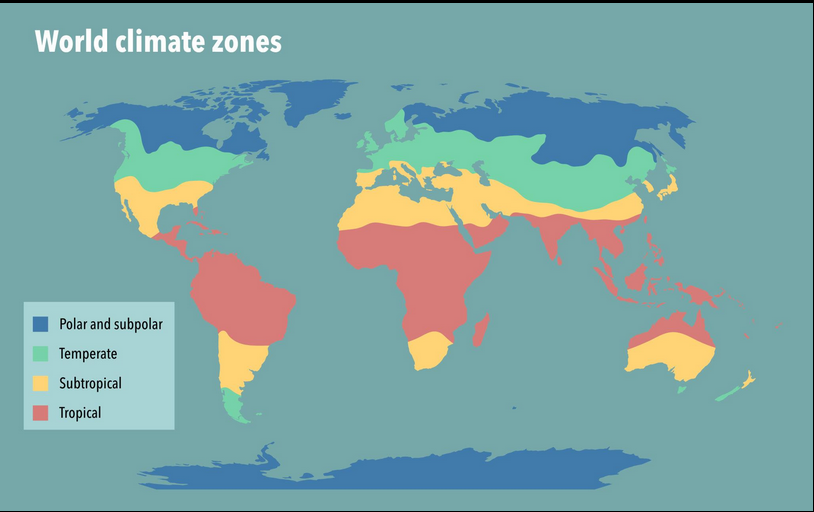 World climate zones
Polar and subpolar
Temperate
Subtropical
Tropical